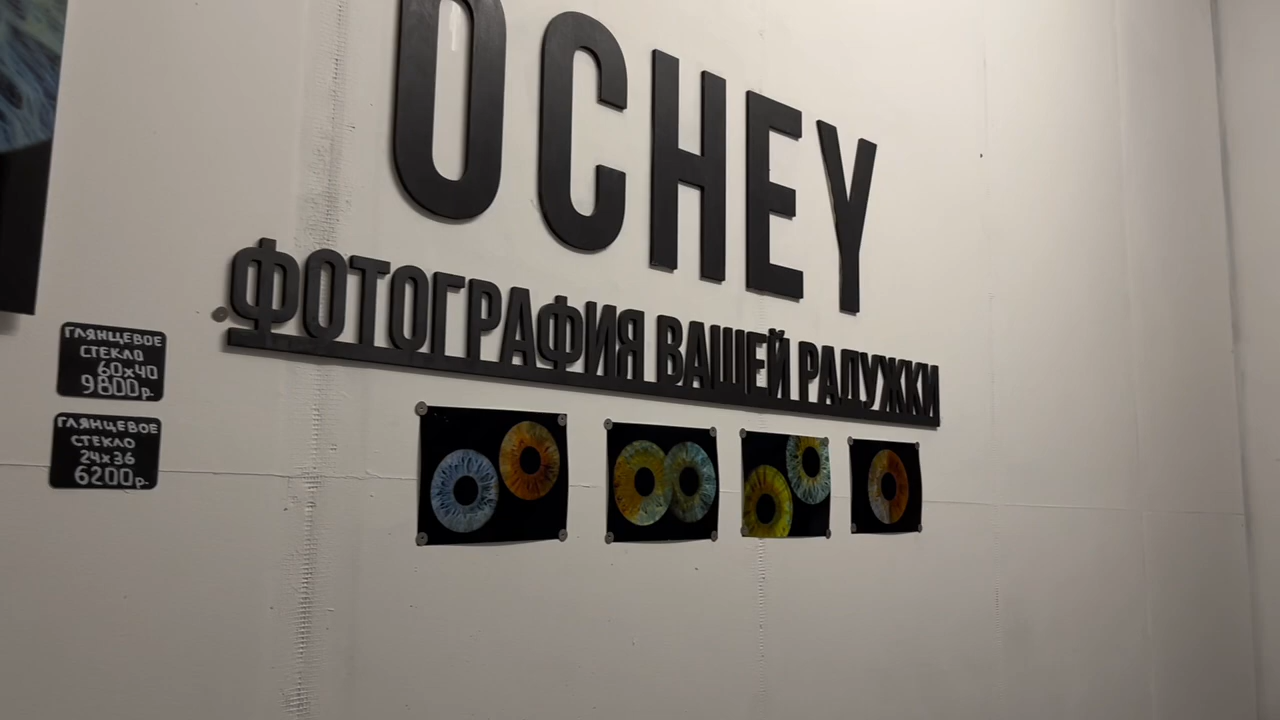 OCHEY
ФОТОГРАФИЯ ВАШЕЙ РАДУЖКИ
ГЛЯНЦЕВОЕ
СТЕКЛО
60х40
9800р.
ГЛЯНЦЕВОЕ
СТЕКЛО
24х36
6200р.